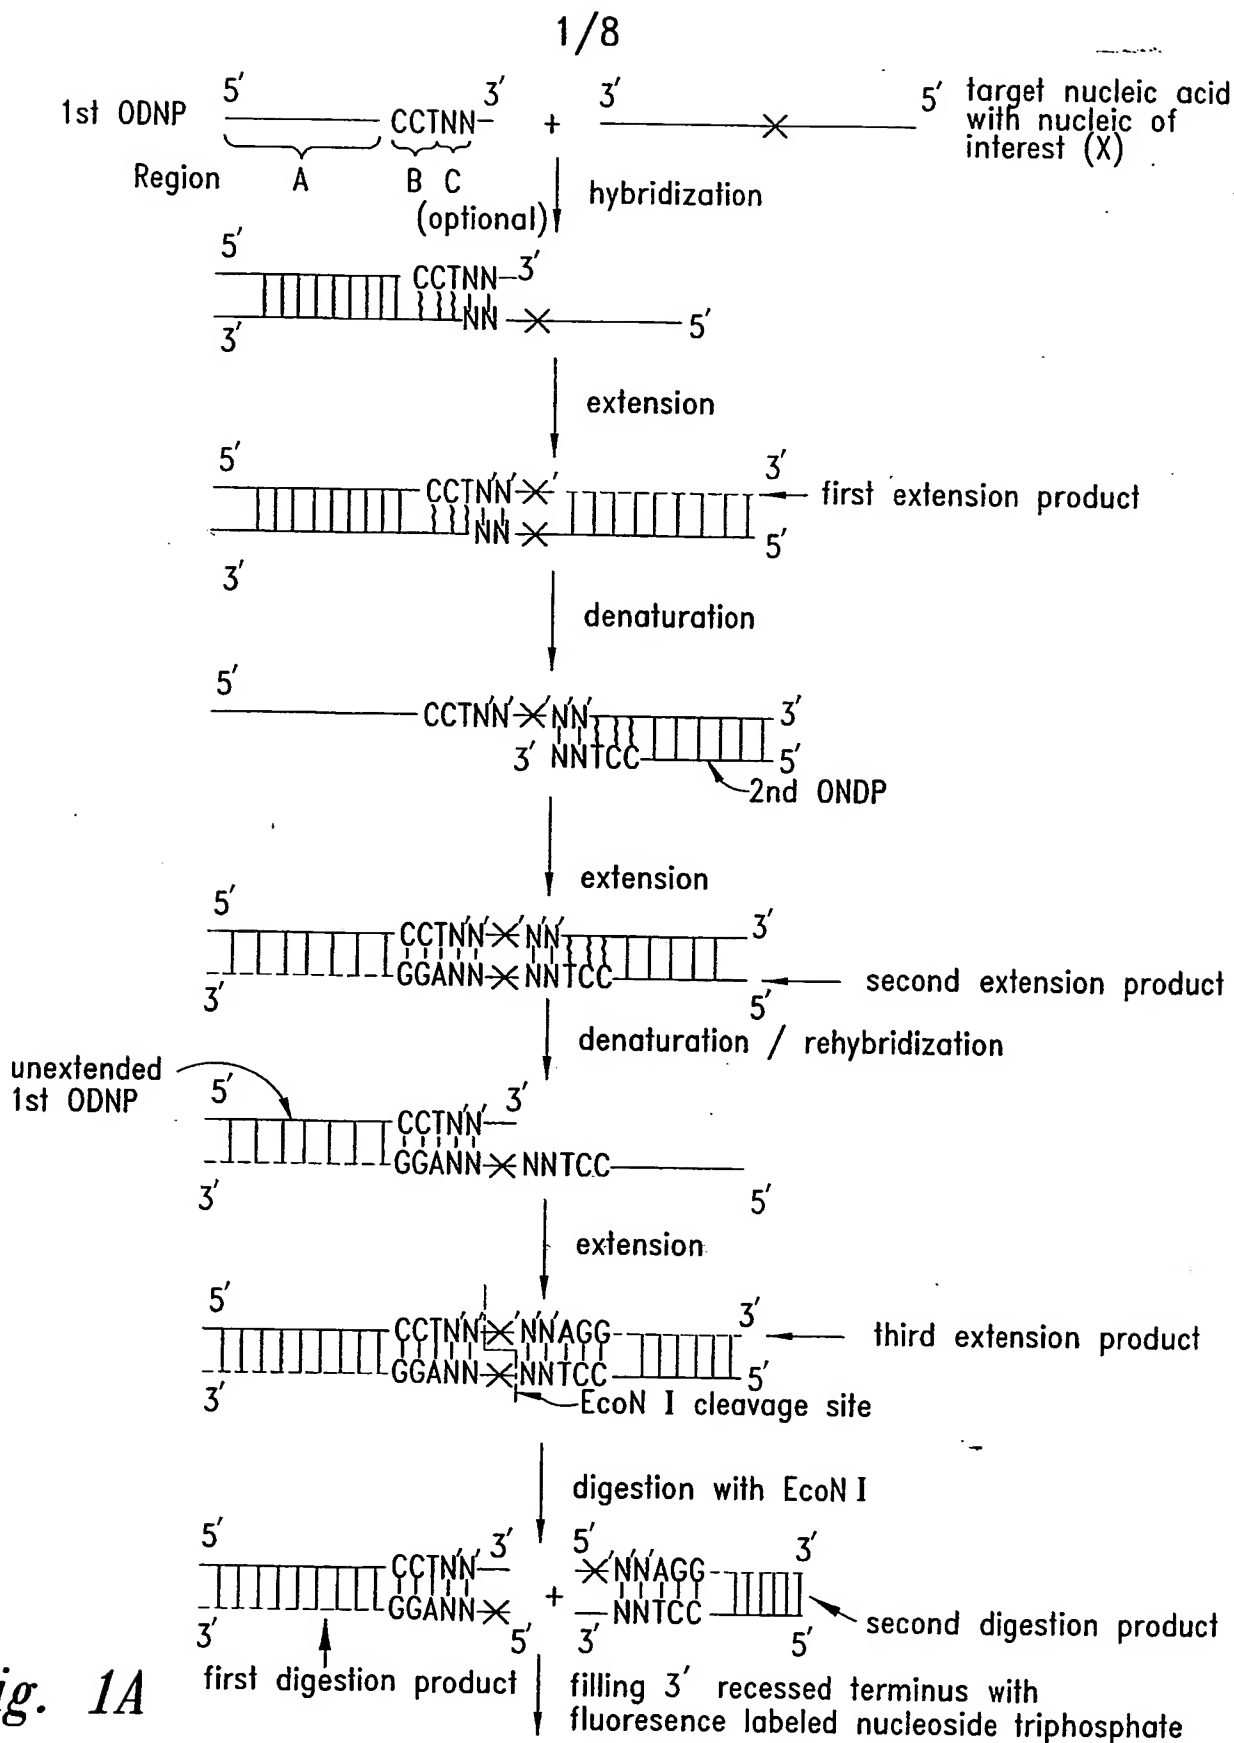 1/8
5' 3' 3' 5' target nucleic acid
1st ODNP CCTNN + X with nucleic of
interest (X)
Region A B C
(optional) hybridization
5'
CCTNN 3'
NN X 5'
3'
extension
5' 3'
CCTN'N' X' first extension product
NN X 5'
3'
denaturation
5'
CCTN'N' X' N'N' 3'
3' NNTCC 5'
2nd ONDP
extension
5'
CCTN'N' X' N'N' 3'
GGANN X NNTCC second extension product
3' 5'
denaturation / rehybridization
unextended
1st ODNP 5' 3'
CCTN'N'
GGANN X NNTCC
3' 5'
extension
5' 3'
CCTN'N' X' N'N'AGG third extension product
GGANN X NNTCC 5'
3' EcoN I cleavage site
digestion with EcoN I
5' 3' 5' 3'
CCTN'N' X' N'N'AGG
GGANN X + NNTCC second digestion product
3' 5' 3' 5'
first digestion product filling 3' recessed terminus with
fluoresence labeled nucleoside triphosphate
ig. 1A